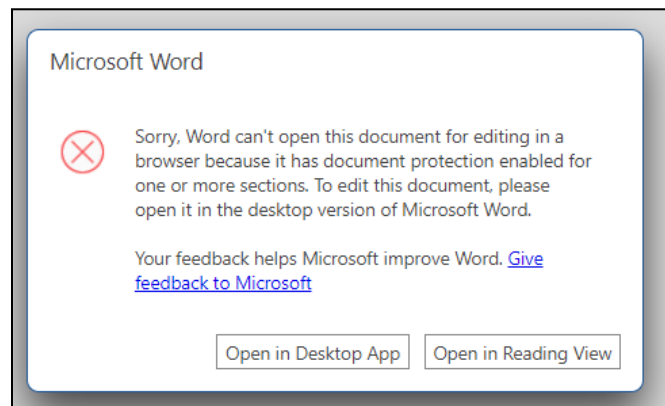 Microsoft Word
Sorry, Word can't open this document for editing in a
browser because it has document protection enabled for
one or more sections. To edit this document, please
open it in the desktop version of Microsoft Word.
Your feedback helps Microsoft improve Word. Give
feedback to Microsoft
Open in Desktop App
Open in Reading View